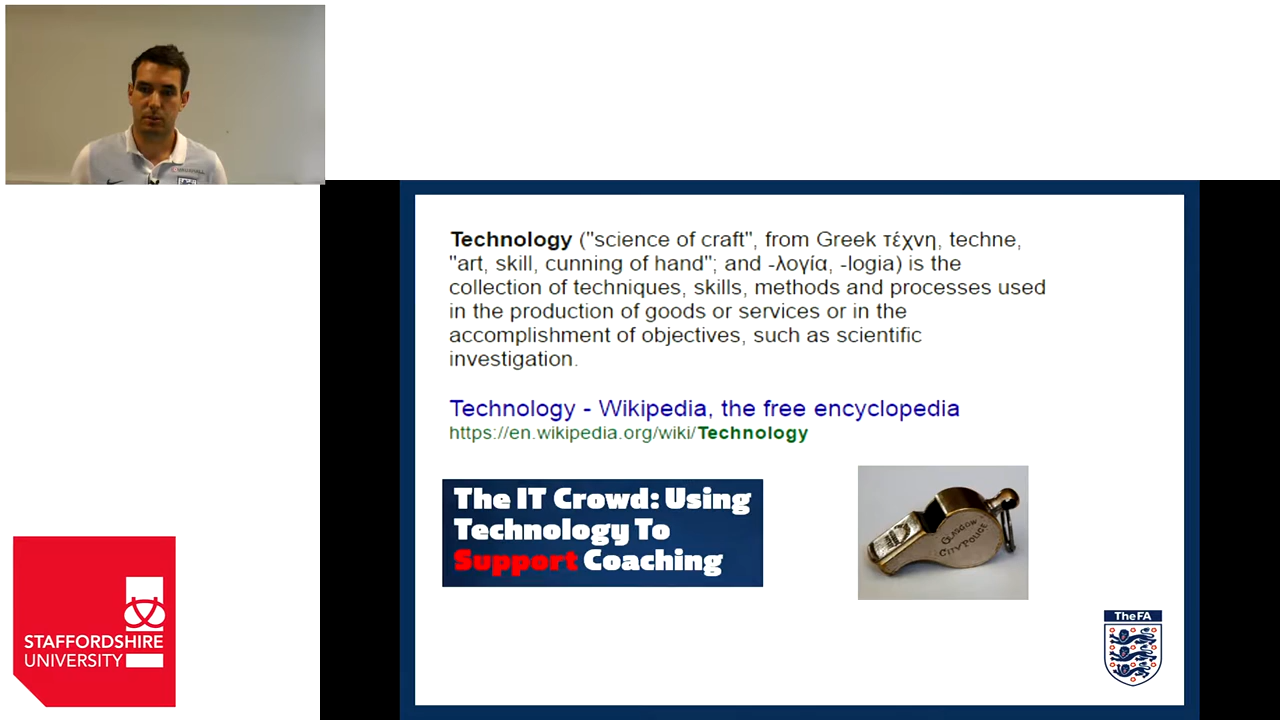 Technology ("science of craft", from Greek τέχνη, techne,
"art, skill, cunning of hand"; and -λογία, -logia) is the
collection of techniques, skills, methods and processes used
in the production of goods or services or in the
accomplishment of objectives, such as scientific
investigation.
Technology - Wikipedia, the free encyclopedia
https://en.wikipedia.org/wiki/Technology
The IT Crowd: Using
Technology To
Support Coaching
GLASGOW
CITY POLICE
TheFA
STAFFORDSHIRE
UNIVERSITY